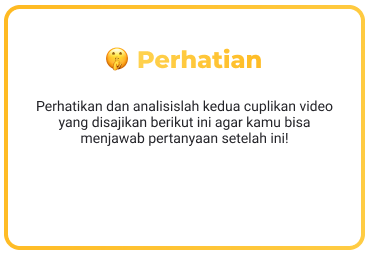 🤫 Perhatian
Perhatikan dan analisislah kedua cuplikan video
yang disajikan berikut ini agar kamu bisa
menjawab pertanyaan setelah ini!